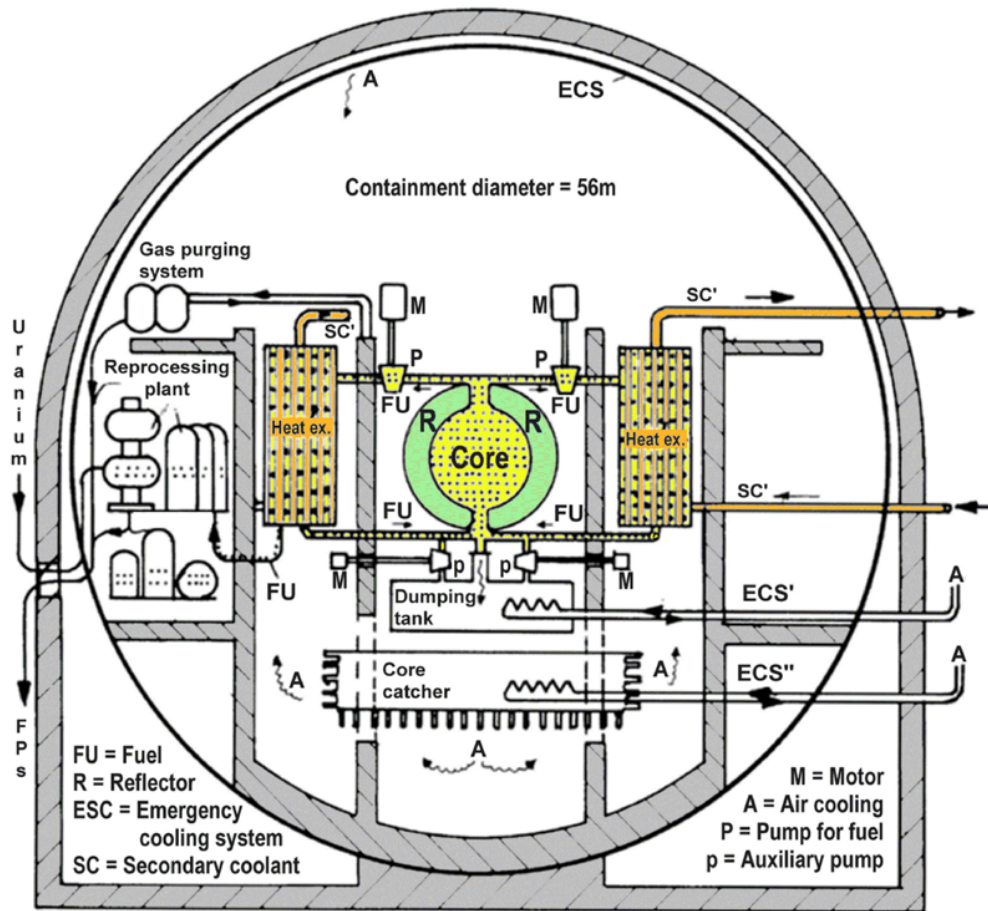 A
ECS
Containment diameter = 56m
Gas purging
system
M
M
SC'
SC'
P
P
Uranium
Reprocessing
plant
FU
FU
R
R
Heat ex.
Core
Heat ex.
SC'
FU
FU
M
p
p
M
FU
Dumping
tank
ECS'
A
A
Core
catcher
A
ECS"
A
FPs
A
FU = Fuel
R = Reflector
ESC = Emergency
cooling system
SC = Secondary coolant
M = Motor
A = Air cooling
P = Pump for fuel
p = Auxiliary pump